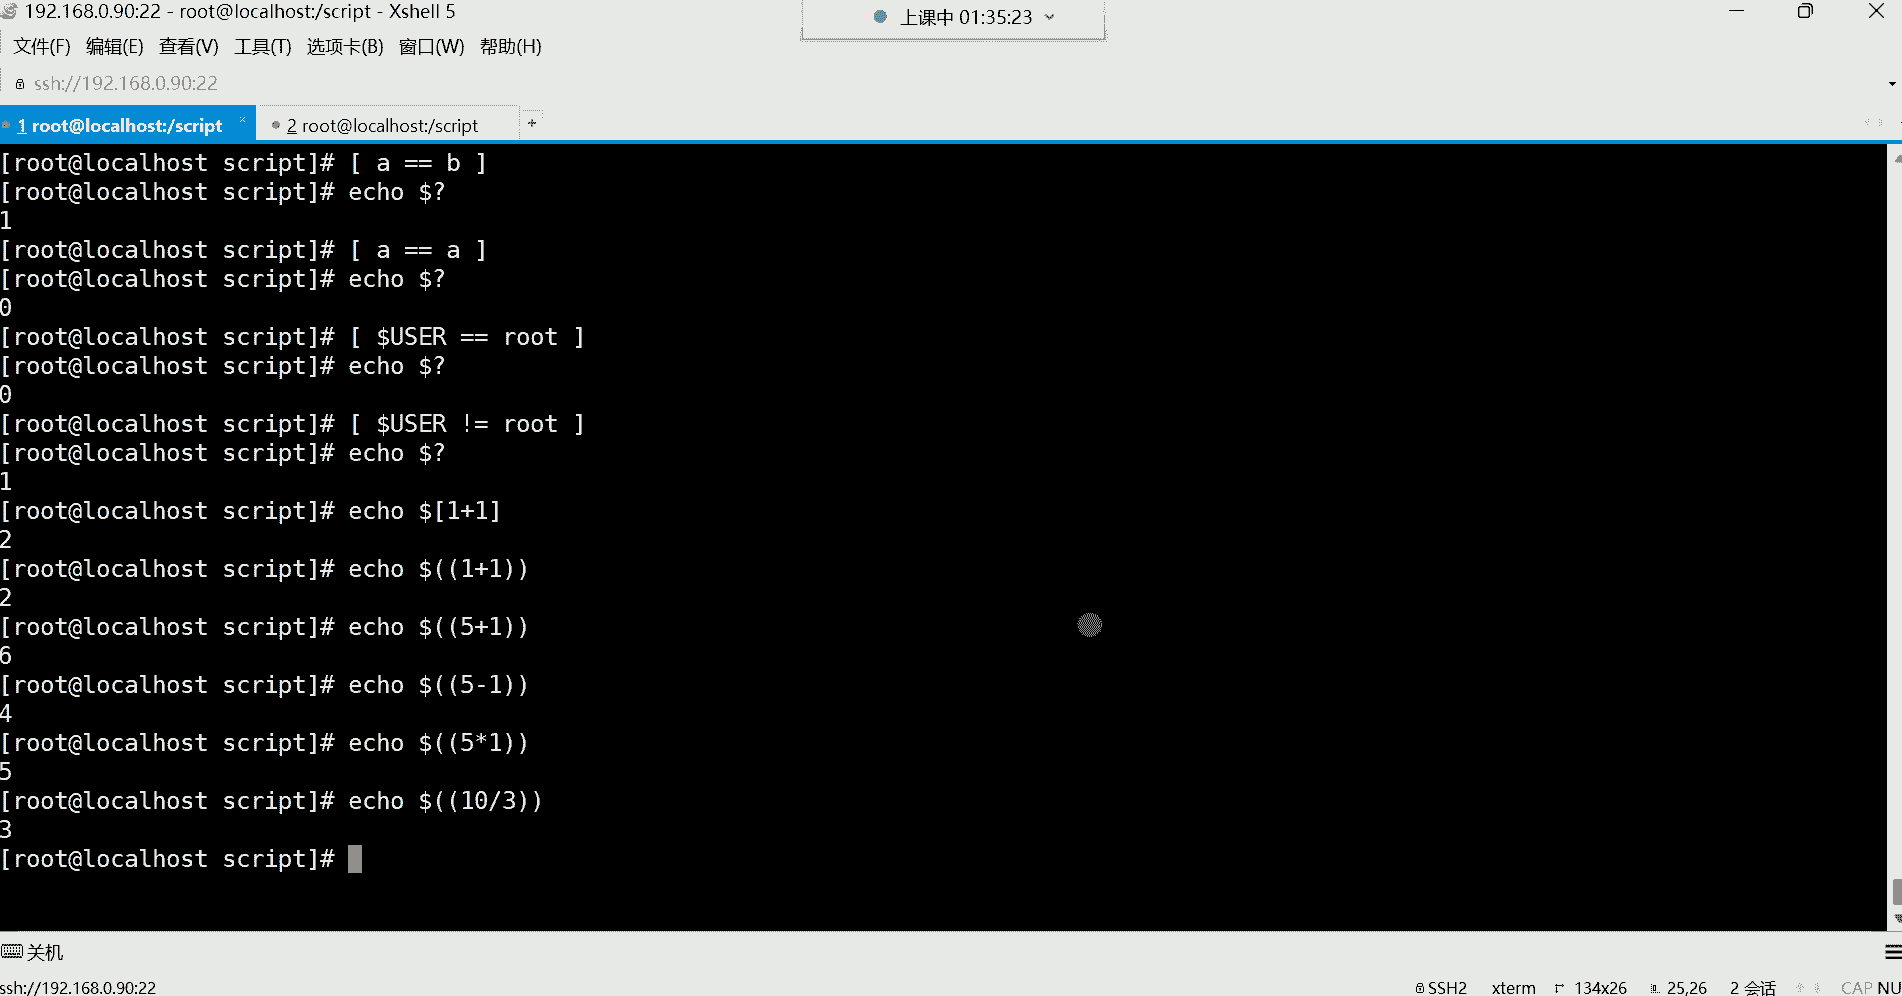 192.168.0.90:22 - root@localhost:/script - Xshell 5
上课中 01:35:23
文件(F) 编辑(E) 查看(V) 工具(T) 选项卡(B) 窗口(W) 帮助(H)
ssh://192.168.0.90:22
1 root@localhost:/script 2 root@localhost:/script +
[root@localhost script]# [ a == b ]
[root@localhost script]# echo $?
1
[root@localhost script]# [ a == a ]
[root@localhost script]# echo $?
0
[root@localhost script]# [ $USER == root ]
[root@localhost script]# echo $?
0
[root@localhost script]# [ $USER != root ]
[root@localhost script]# echo $?
1
[root@localhost script]# echo $[1+1]
2
[root@localhost script]# echo $((1+1))
2
[root@localhost script]# echo $((5+1))
6
[root@localhost script]# echo $((5-1))
4
[root@localhost script]# echo $((5*1))
5
[root@localhost script]# echo $((10/3))
3
[root@localhost script]#
关机
ssh://192.168.0.90:22 SSH2 xterm 134x26 25,26 2 会话 CAP NU